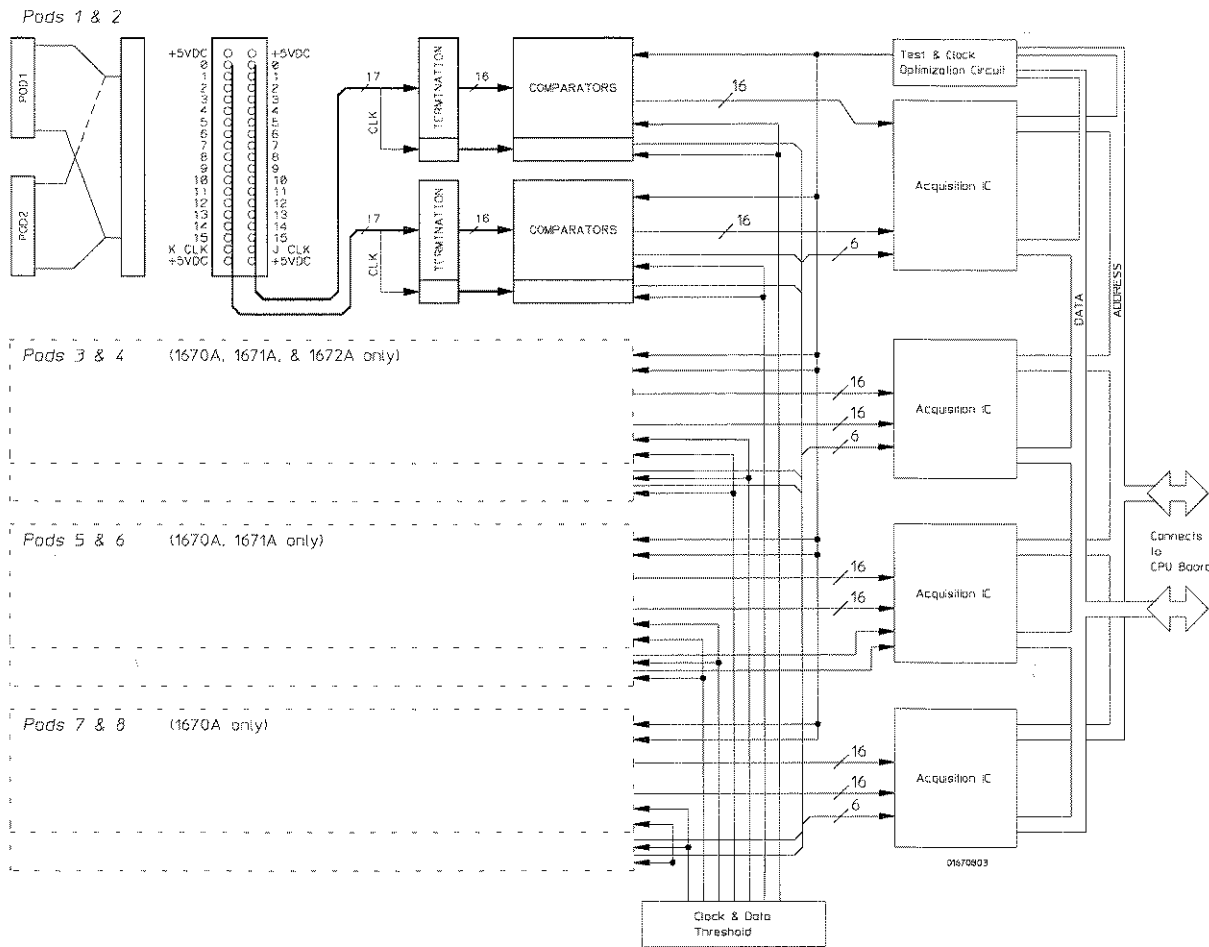 Pods 1 & 2
POD1
POD2
+5VDC +5VDC
0 0
1 1
2 2
3 3
4 4
5 5
6 6
7 7
8 8
9 9
10 10
11 11
12 12
13 13
14 14
15 15
K CLK J CLK
+5VDC +5VDC
17
CLK
TERMINATION
16
COMPARATORS
16
17
CLK
TERMINATION
16
COMPARATORS
16
6
Test & Clock
Optimization Circuit
Acquisition IC
DATA
ADDRESS
Pods 3 & 4 (1670A, 1671A, & 1672A only)
16
16
6
Acquisition IC
Pods 5 & 6 (1670A, 1671A only)
16
16
Acquisition IC
Connects
to
CPU Board
Pods 7 & 8 (1670A only)
16
16
6
Acquisition IC
01670B03
Clock & Data
Threshold